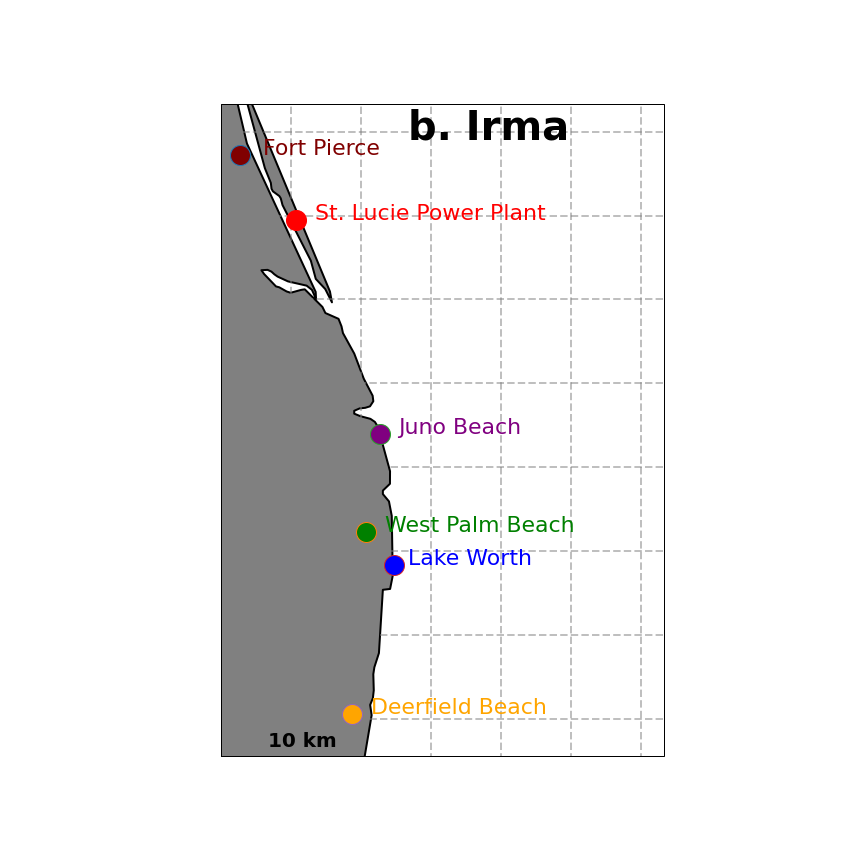 b. Irma
Fort Pierce
St. Lucie Power Plant
Juno Beach
West Palm Beach
Lake Worth
Deerfield Beach
10 km